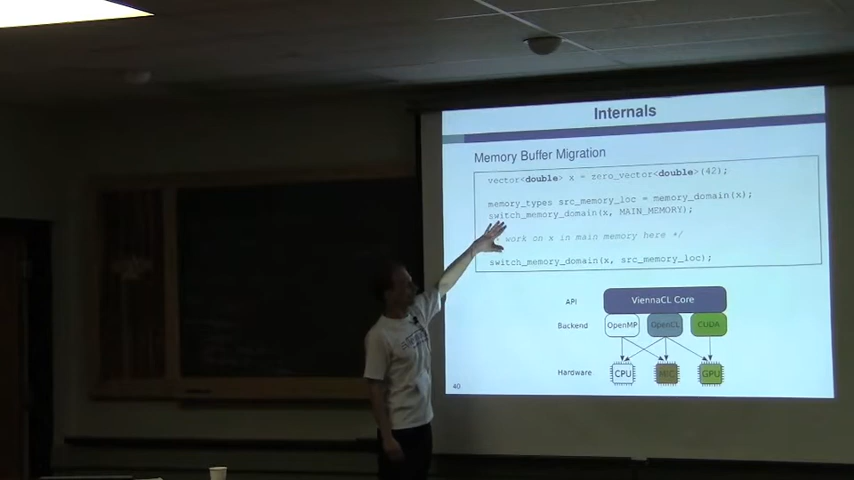 Internals
Memory Buffer Migration
vector<double> x = zero_vector<double>(42);
memory_types src_memory_loc = memory_domain(x);
switch_memory_domain(x, MAIN_MEMORY);
work on x in main memory here */
switch_memory_domain(x, src_memory_loc);
API
ViennaCL Core
Backend
OpenMP
OpenCL
CUDA
Hardware
CPU
MIC
GPU
40